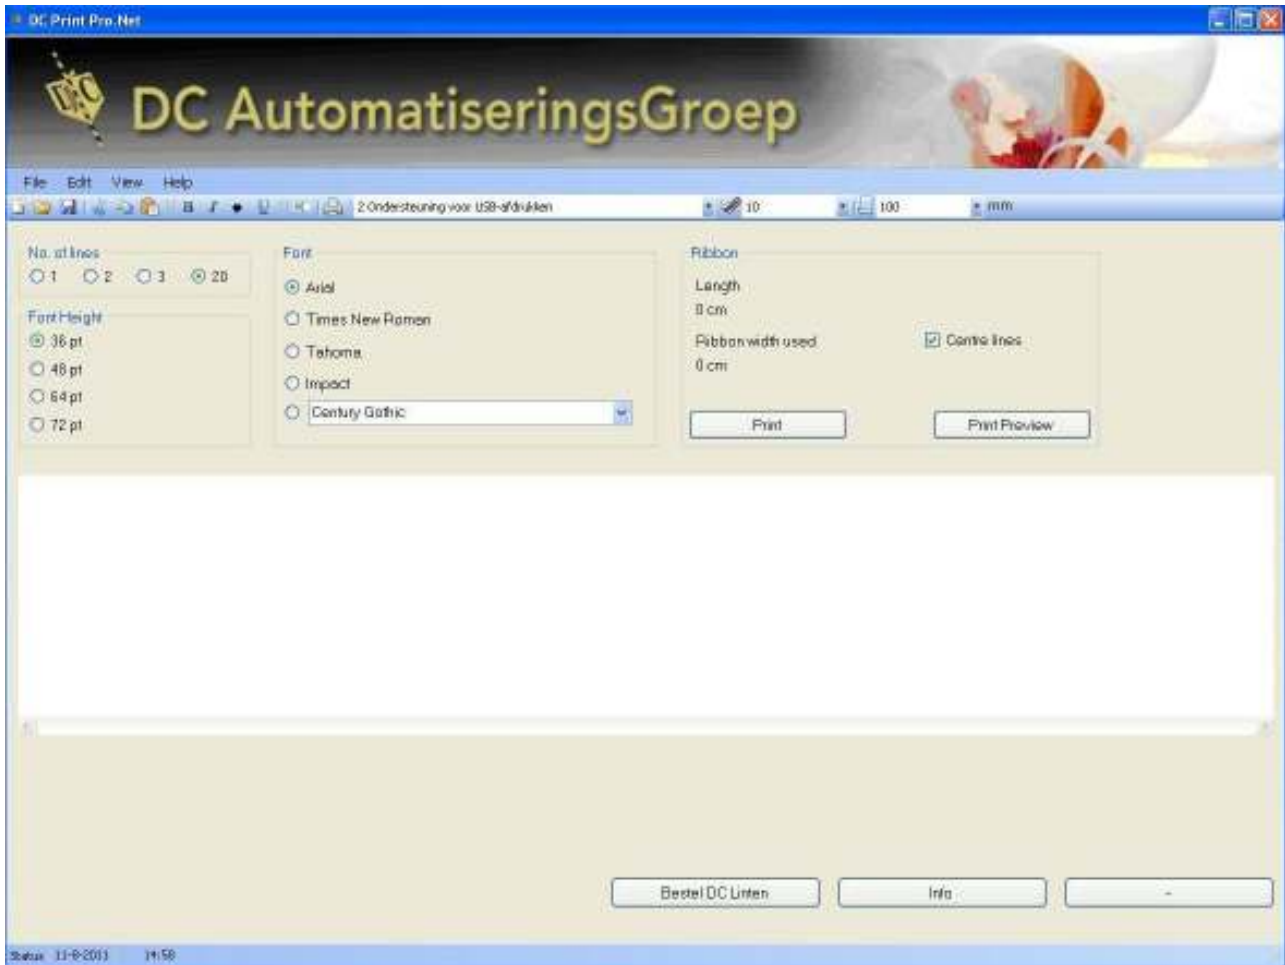 DC Print Pro.Net
DC AutomatiseringsGroep
File Edit View Help
B I U 2 Ondersteuning voor USB-afdrukken 10 100 mm
No. of lines
1 2 3 20
Font Height
36 pt
48 pt
64 pt
72 pt
Font
Arial
Times New Roman
Tahoma
Impact
Century Gothic
Ribbon
Length
0 cm
Ribbon width used
0 cm
Centre lines
Print
Print Preview
Bestel DC Linten
Info
-
Status 11-8-2011 14:58